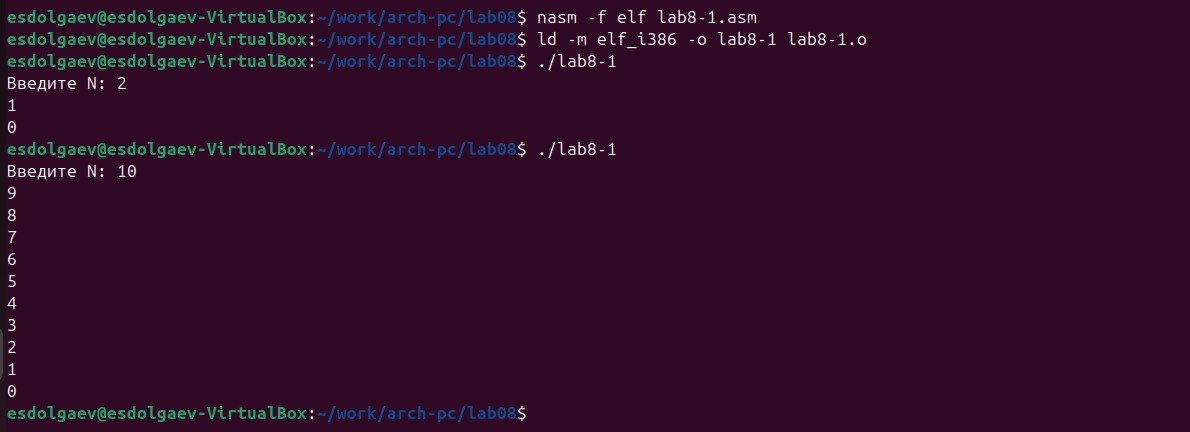 esdolgaev@esdolgaev-VirtualBox:~/work/arch-pc/lab08$ nasm -f elf lab8-1.asm
esdolgaev@esdolgaev-VirtualBox:~/work/arch-pc/lab08$ ld -m elf_i386 -o lab8-1 lab8-1.o
esdolgaev@esdolgaev-VirtualBox:~/work/arch-pc/lab08$ ./lab8-1
Введите N: 2
1
0
esdolgaev@esdolgaev-VirtualBox:~/work/arch-pc/lab08$ ./lab8-1
Введите N: 10
9
8
7
6
5
4
3
2
1
0
esdolgaev@esdolgaev-VirtualBox:~/work/arch-pc/lab08$